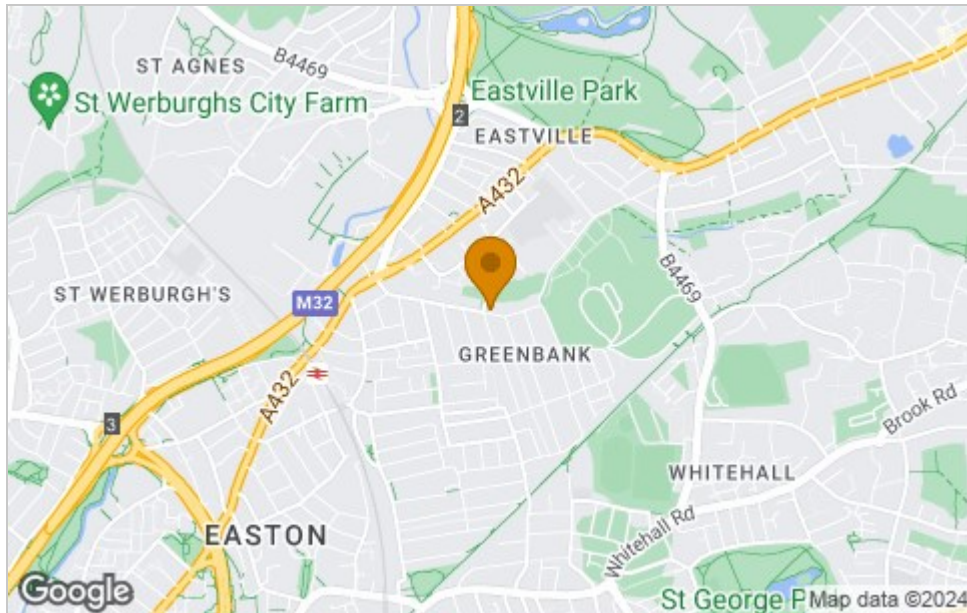 ST AGNES
B4469
St Werburghs City Farm
Eastville Park
2
EASTVILLE
A432
B4469
ST WERBURGH'S
M32
GREENBANK
A432
3
Brook Rd
WHITEHALL
EASTON
Whitehall Rd
Google
St George P
Map data ©2024